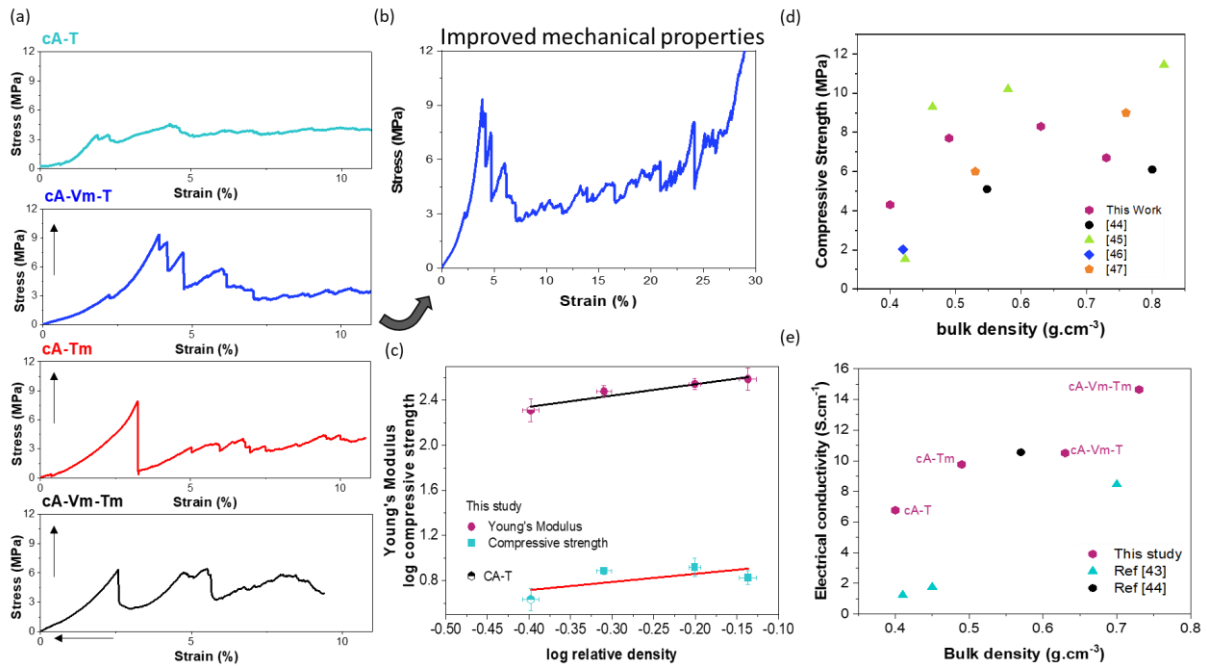 (a)
cA-T
12
9
6
3
0
0
5
10
Stress (MPa)
Strain (%)
cA-Vm-T
12
9
6
3
0
0
5
10
Stress (MPa)
Strain (%)
cA-Tm
12
9
6
3
0
0
5
10
Stress (MPa)
Strain (%)
cA-Vm-Tm
12
9
6
3
0
0
5
10
Stress (MPa)
Strain (%)
(b)
Improved mechanical properties
12
9
6
3
0
0
5
10
15
20
25
30
Stress (MPa)
Strain (%)
(c)
2.4
1.6
0.8
-0.50
-0.45
-0.40
-0.35
-0.30
-0.25
-0.20
-0.15
-0.10
Young's Modulus
log compressive strength
This study
Young's Modulus
Compressive strength
CA-T
log relative density
(d)
12
10
8
6
4
2
0
0.4
0.5
0.6
0.7
0.8
Compressive Strength (MPa)
This Work
[44]
[45]
[46]
[47]
bulk density (g.cm⁻³)
(e)
16
14
12
10
8
6
4
2
0
0.4
0.5
0.6
0.7
0.8
Electrical conductivity (S.cm⁻¹)
cA-Vm-Tm
cA-Tm
cA-Vm-T
cA-T
This study
Ref [43]
Ref [44]
Bulk density (g.cm⁻³)